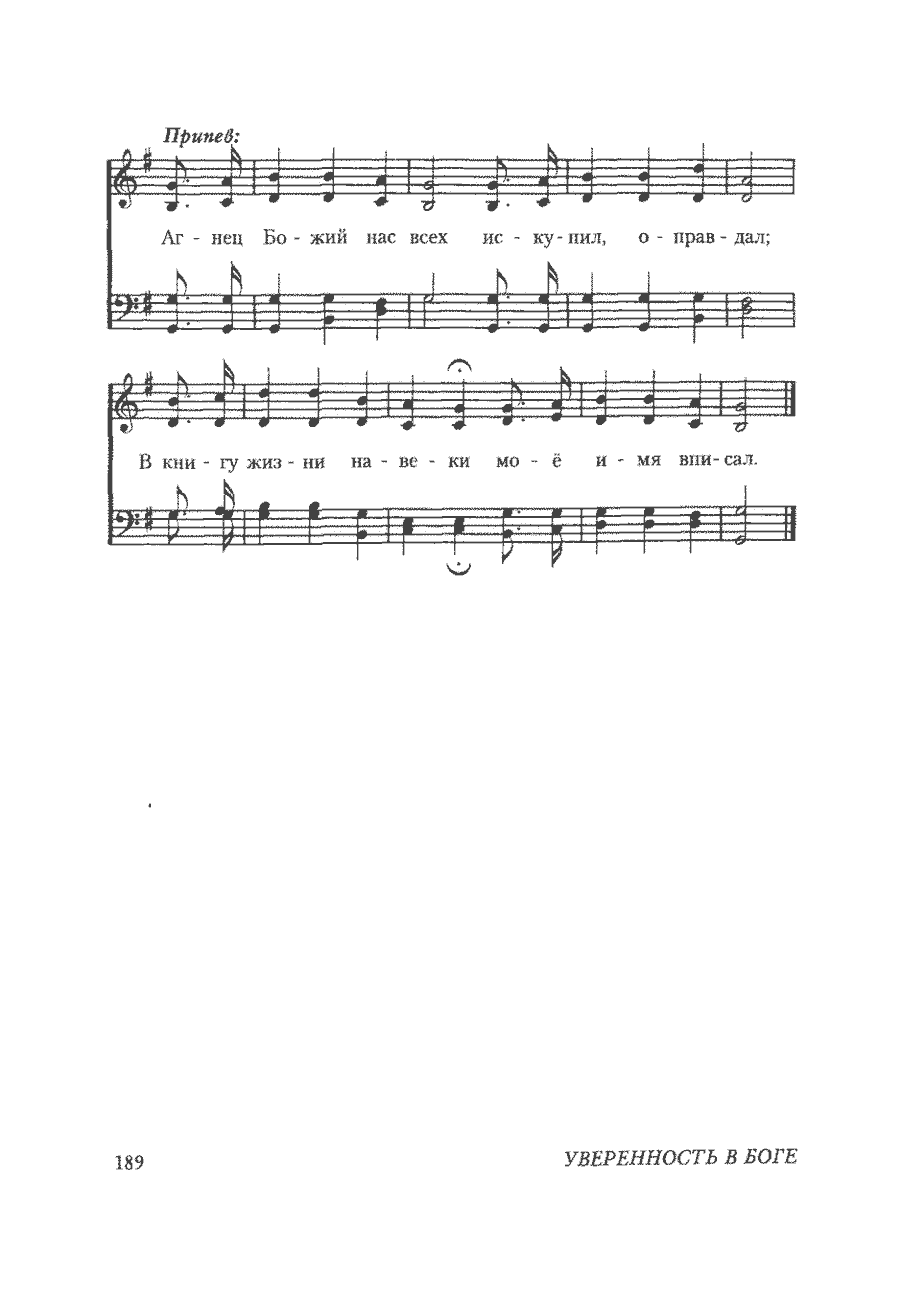 Припев:
Аг - нец Бо - жий нас всех ис - ку - пил, о - прав - дал;
В кни - гу жиз - ни на - ве - ки мо - ё и - мя впи - сал.
189 УВЕРЕННОСТЬ В БОГЕ